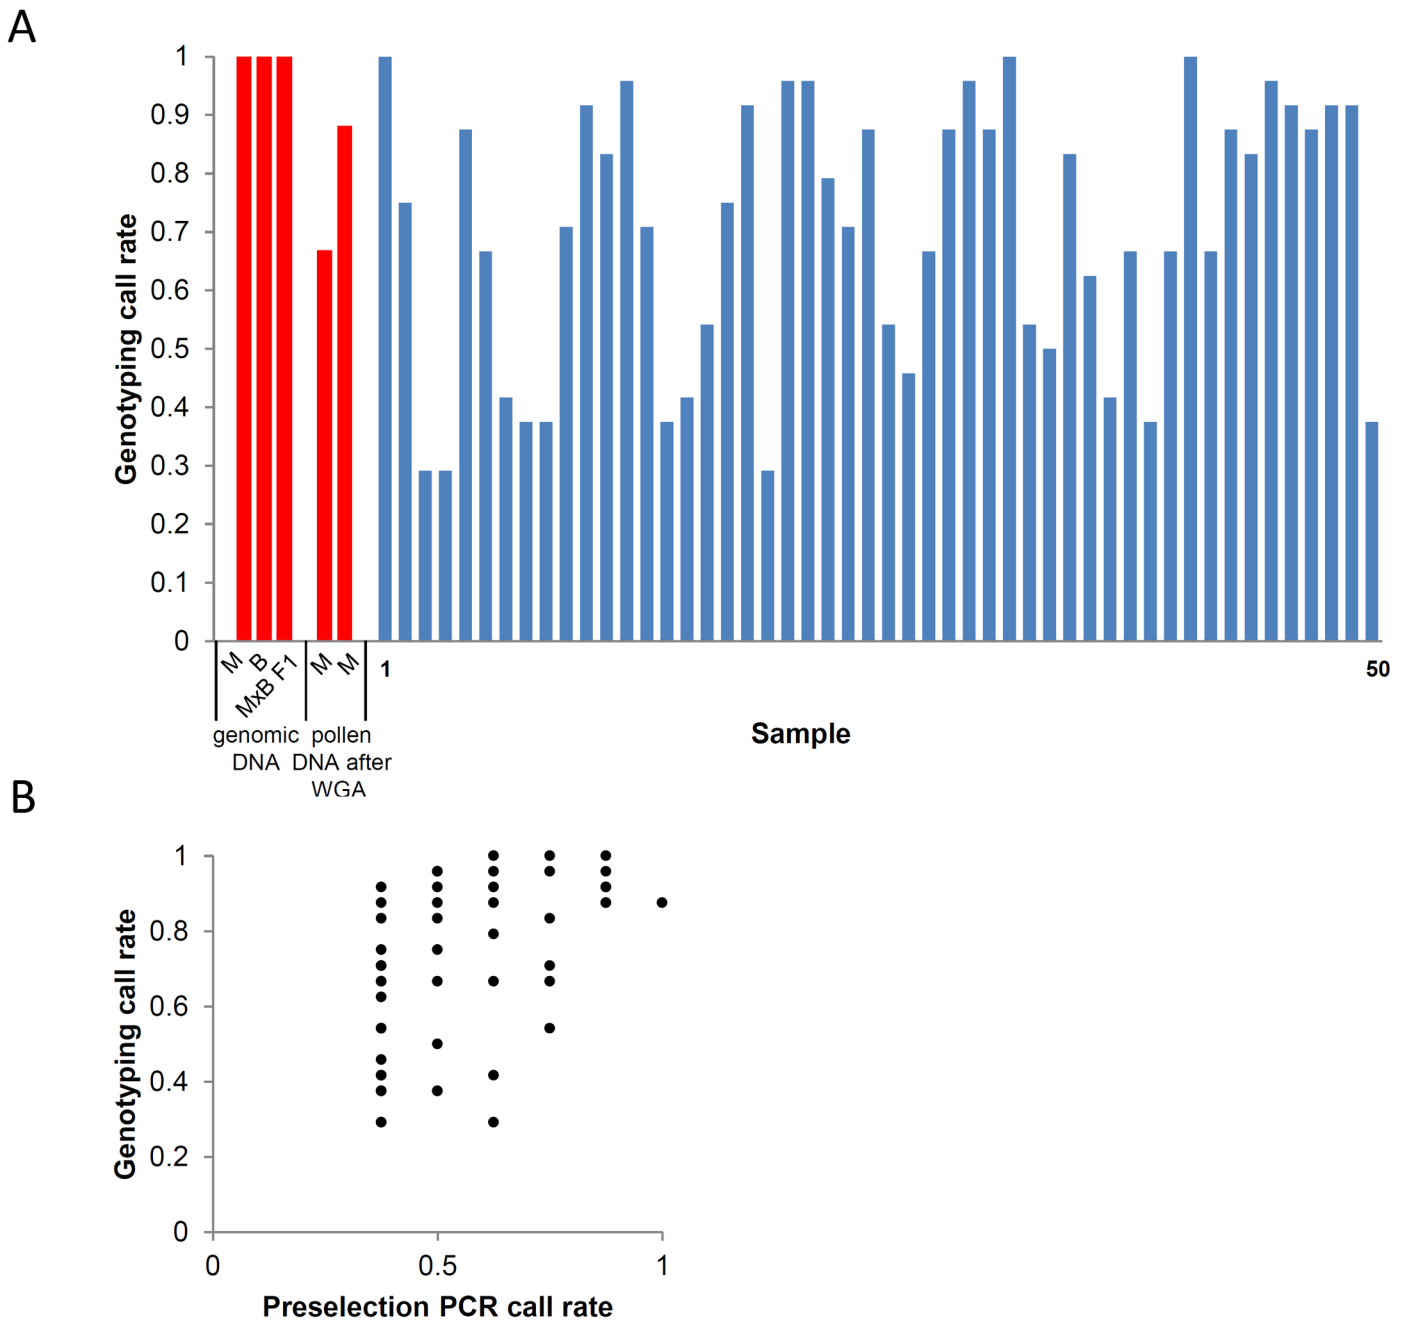 A
Genotyping call rate
1
0.9
0.8
0.7
0.6
0.5
0.4
0.3
0.2
0.1
0
M
B
MxB F1
M
M
1
50
genomic
DNA
pollen
DNA after
WGA
Sample
B
Genotyping call rate
1
0.8
0.6
0.4
0.2
0
0
0.5
1
Preselection PCR call rate